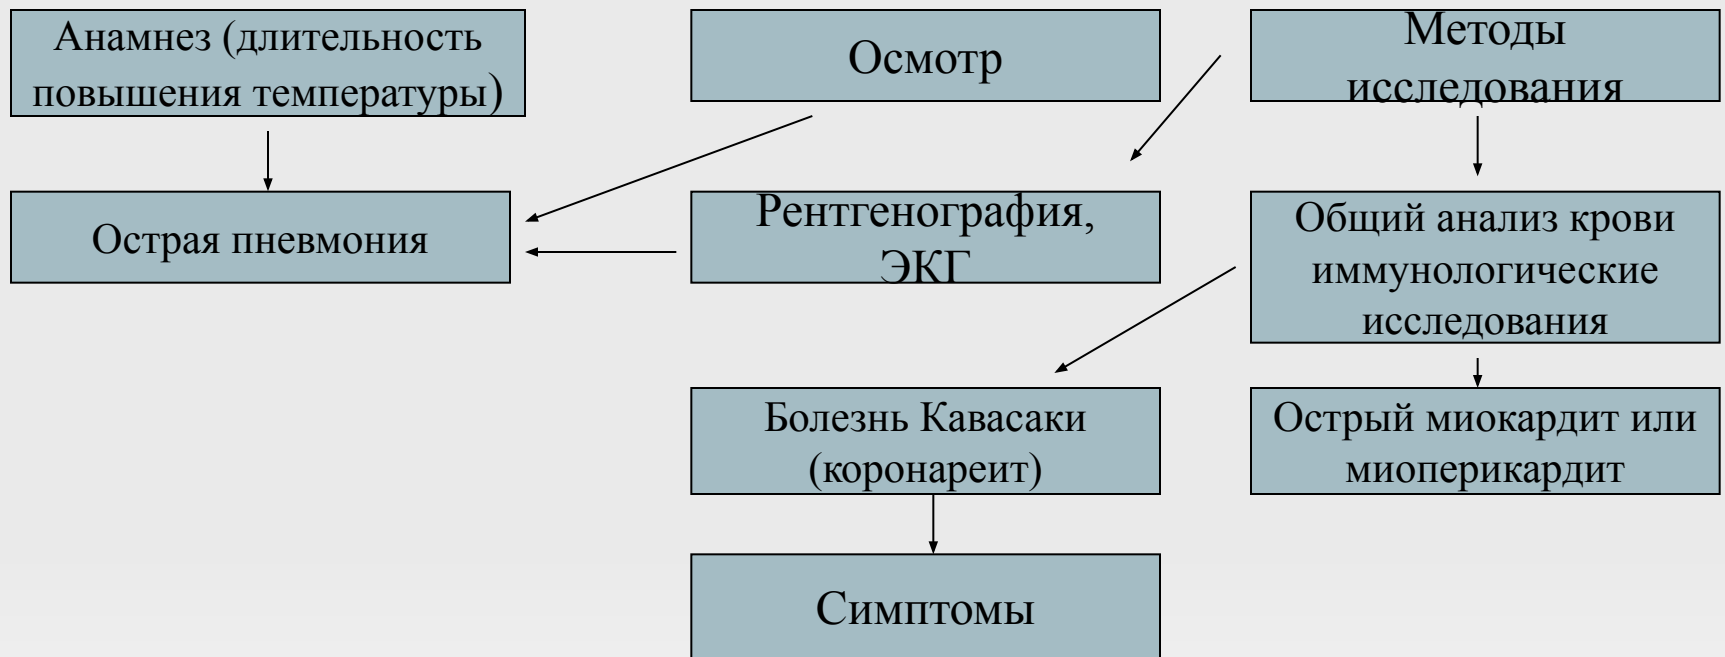 Анамнез (длительность
повышения температуры)
Осмотр
Методы
исследования
Острая пневмония
Рентгенография,
ЭКГ
Общий анализ крови
иммунологические
исследования
Болезнь Кавасаки
(коронареит)
Острый миокардит или
миоперикардит
Симптомы